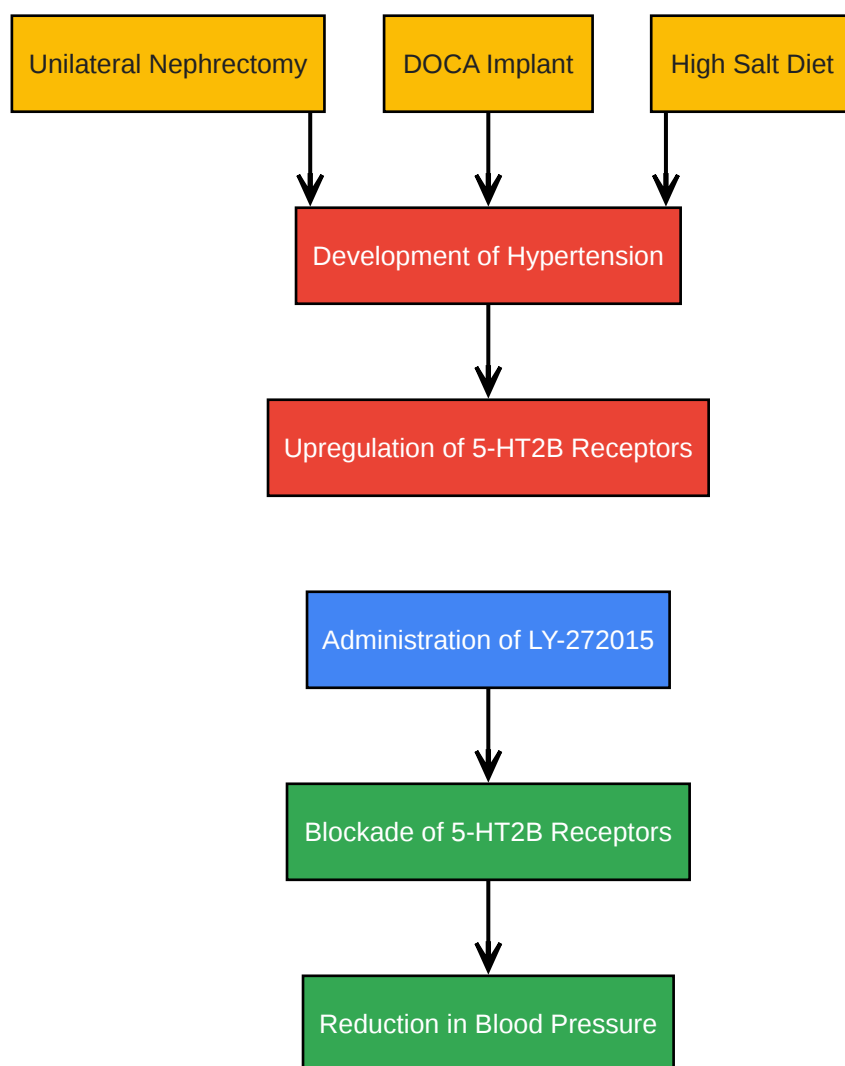 Unilateral Nephrectomy
DOCA Implant
High Salt Diet
Development of Hypertension
Upregulation of 5-HT2B Receptors
Administration of LY-272015
Blockade of 5-HT2B Receptors
Reduction in Blood Pressure